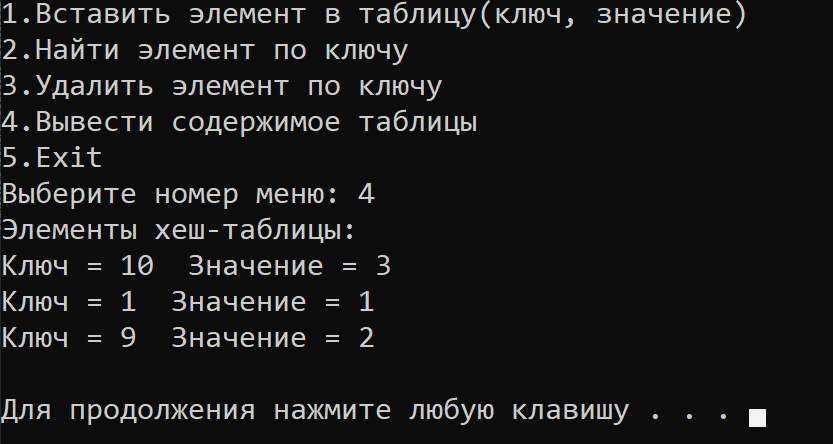 1.Вставить элемент в таблицу(ключ, значение)
2.Найти элемент по ключу
3.Удалить элемент по ключу
4.Вывести содержимое таблицы
5.Exit
Выберите номер меню: 4
Элементы хеш-таблицы:
Ключ = 10  Значение = 3
Ключ = 1  Значение = 1
Ключ = 9  Значение = 2
Для продолжения нажмите любую клавишу . . .